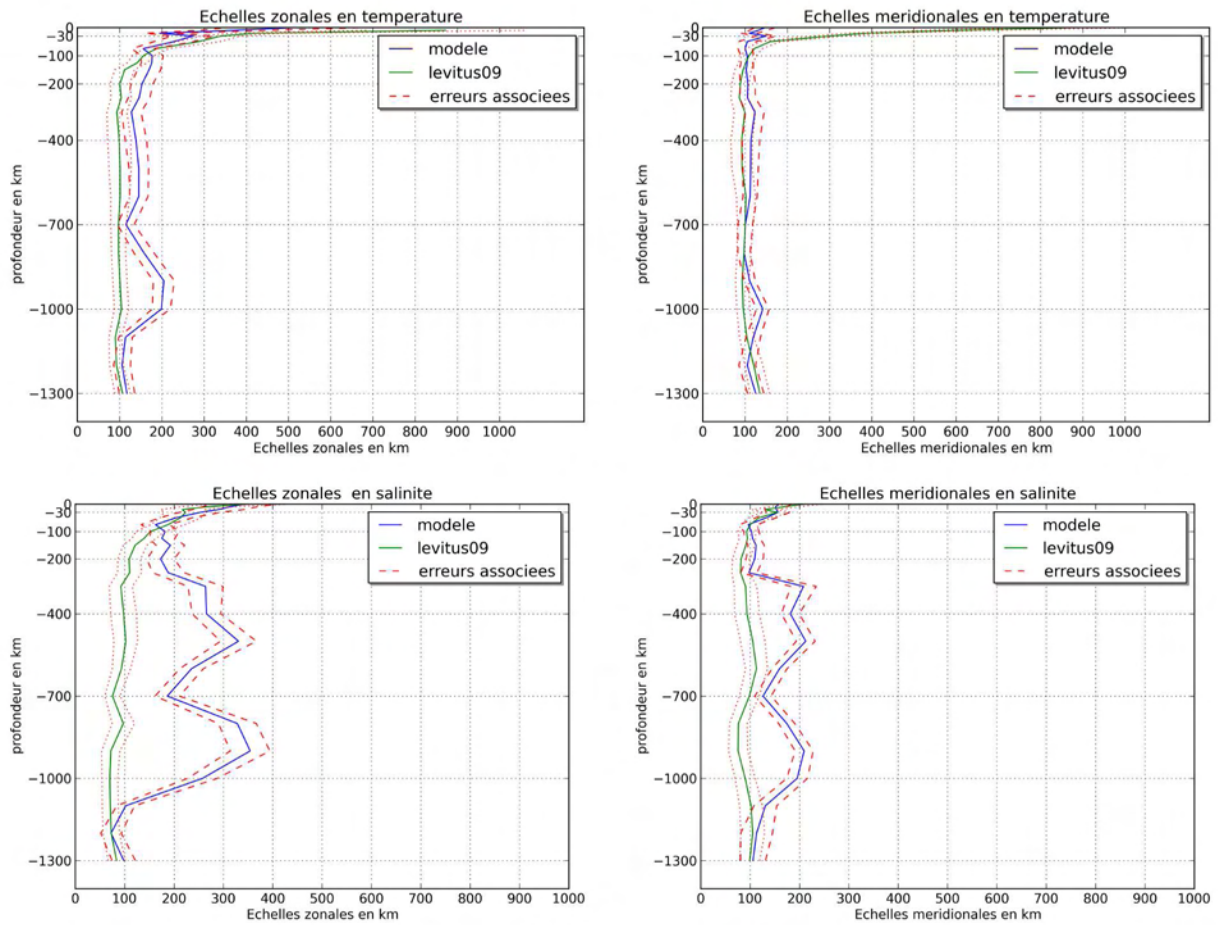 Echelles zonales en temperature
0
−30
−100
−200
−400
−700
−1000
−1300
profondeur en km
modele
levitus09
erreurs associees
0 100 200 300 400 500 600 700 800 900 1000
Echelles zonales en km
Echelles meridionales en temperature
0
−30
−100
−200
−400
−700
−1000
−1300
profondeur en km
modele
levitus09
erreurs associees
0 100 200 300 400 500 600 700 800 900 1000
Echelles meridionales en km
Echelles zonales en salinite
0
−30
−100
−200
−400
−700
−1000
−1300
profondeur en km
modele
levitus09
erreurs associees
0 100 200 300 400 500 600 700 800 900 1000
Echelles zonales en km
Echelles meridionales en salinite
0
−30
−100
−200
−400
−700
−1000
−1300
profondeur en km
modele
levitus09
erreurs associees
0 100 200 300 400 500 600 700 800 900 1000
Echelles meridionales en km